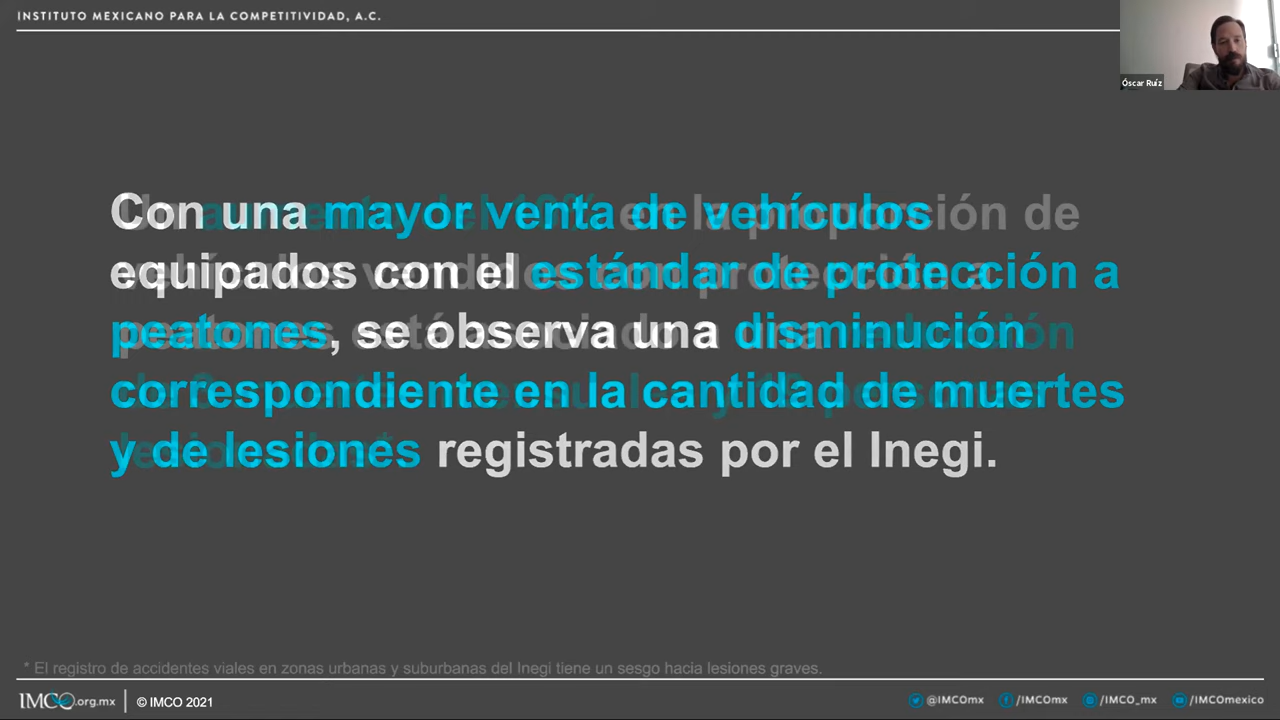 INSTITUTO MEXICANO PARA LA COMPETITIVIDAD, A.C.
Óscar Ruíz
Con una mayor venta de vehículos
equipados con el estándar de protección a
peatones, se observa una disminución
correspondiente en la cantidad de muertes
y de lesiones registradas por el Inegi.
* El registro de accidentes viales en zonas urbanas y suburbanas del Inegi tiene un sesgo hacia lesiones graves.
IMCO.org.mx | © IMCO 2021
@IMCOmx /IMCOmx /IMCO_mx /IMCOmexico